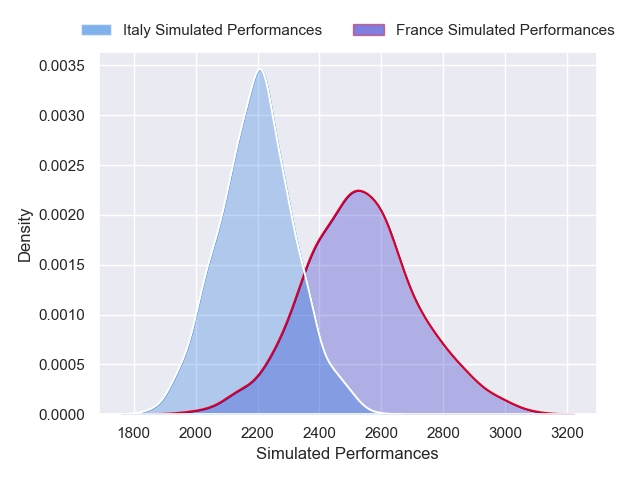 Italy Simulated Performances France Simulated Performances
0.0035
0.0030
0.0025
0.0020
0.0015
0.0010
0.0005
0.0000
Density
1800 2000 2200 2400 2600 2800 3000 3200
Simulated Performances